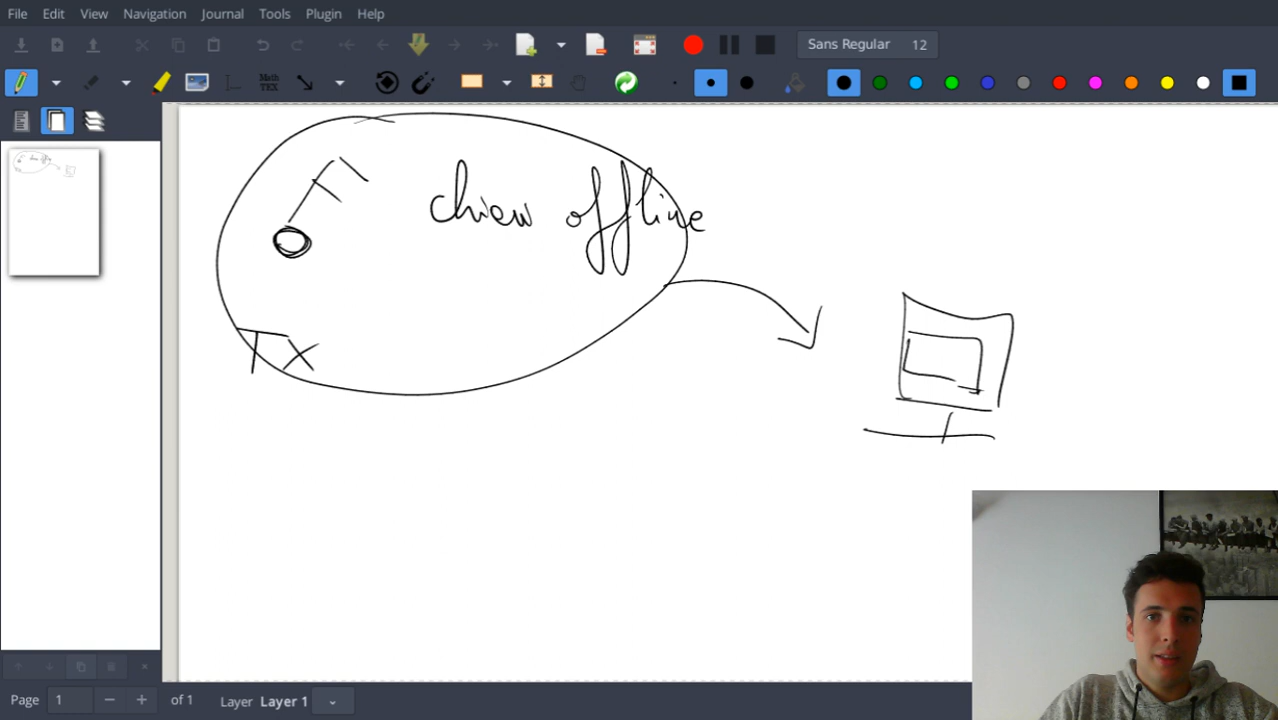 File Edit View Navigation Journal Tools Plugin Help
Math TEX
Sans Regular 12
offline
TX
Page 1 of 1 Layer Layer 1